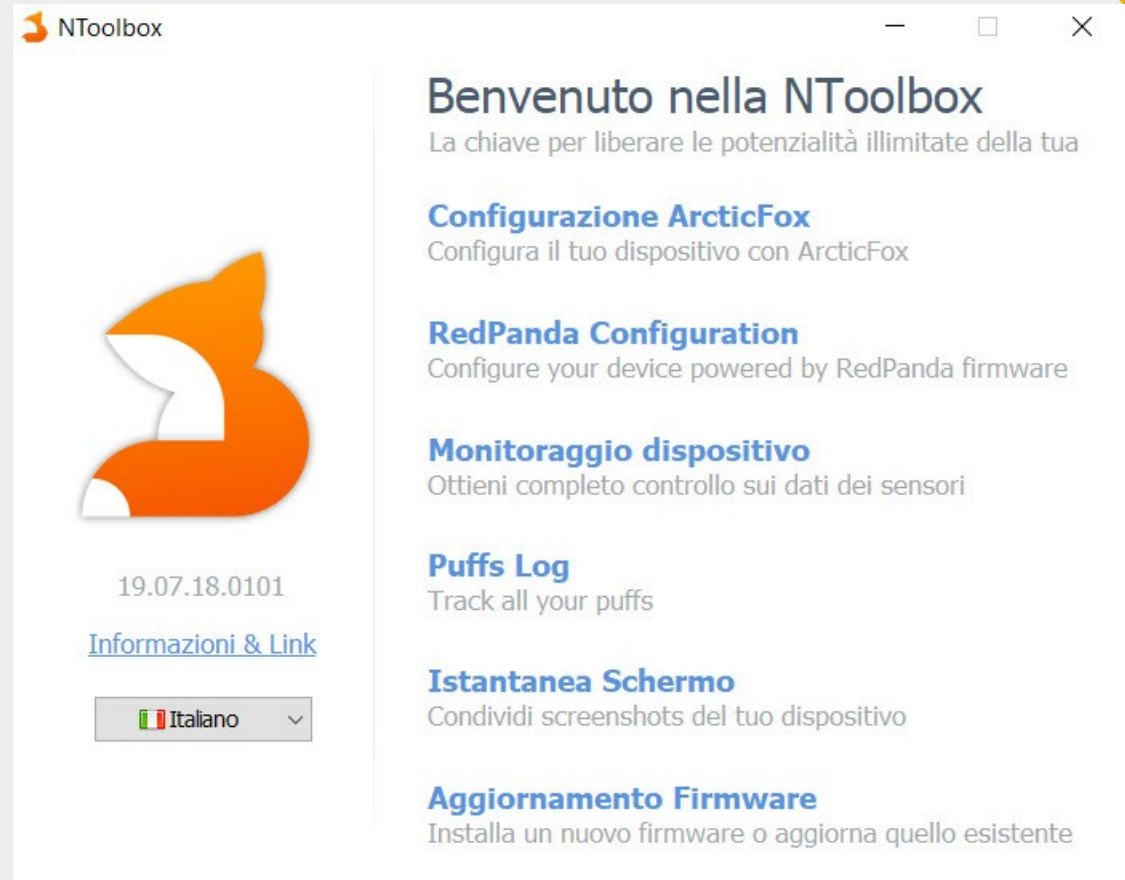 NToolbox
Benvenuto nella NToolbox
La chiave per liberare le potenzialità illimitate della tua
Configurazione ArcticFox
Configura il tuo dispositivo con ArcticFox
RedPanda Configuration
Configure your device powered by RedPanda firmware
Monitoraggio dispositivo
Ottieni completo controllo sui dati dei sensori
Puffs Log
Track all your puffs
Istantanea Schermo
Condividi screenshots del tuo dispositivo
Aggiornamento Firmware
Installa un nuovo firmware o aggiorna quello esistente
19.07.18.0101
Informazioni & Link
Italiano